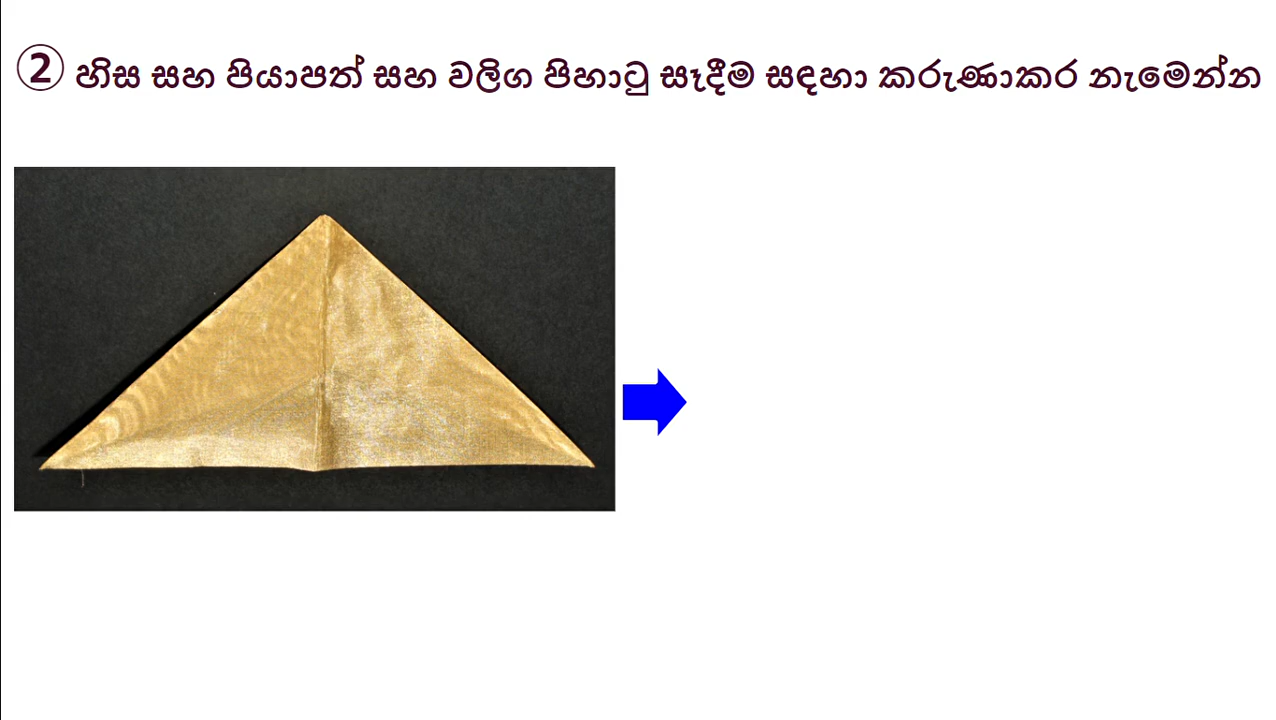 ② හිස සහ පියාපත් සහ වලිග පිහාටු සෑදීම සඳහා කරුණාකර නැමෙන්න